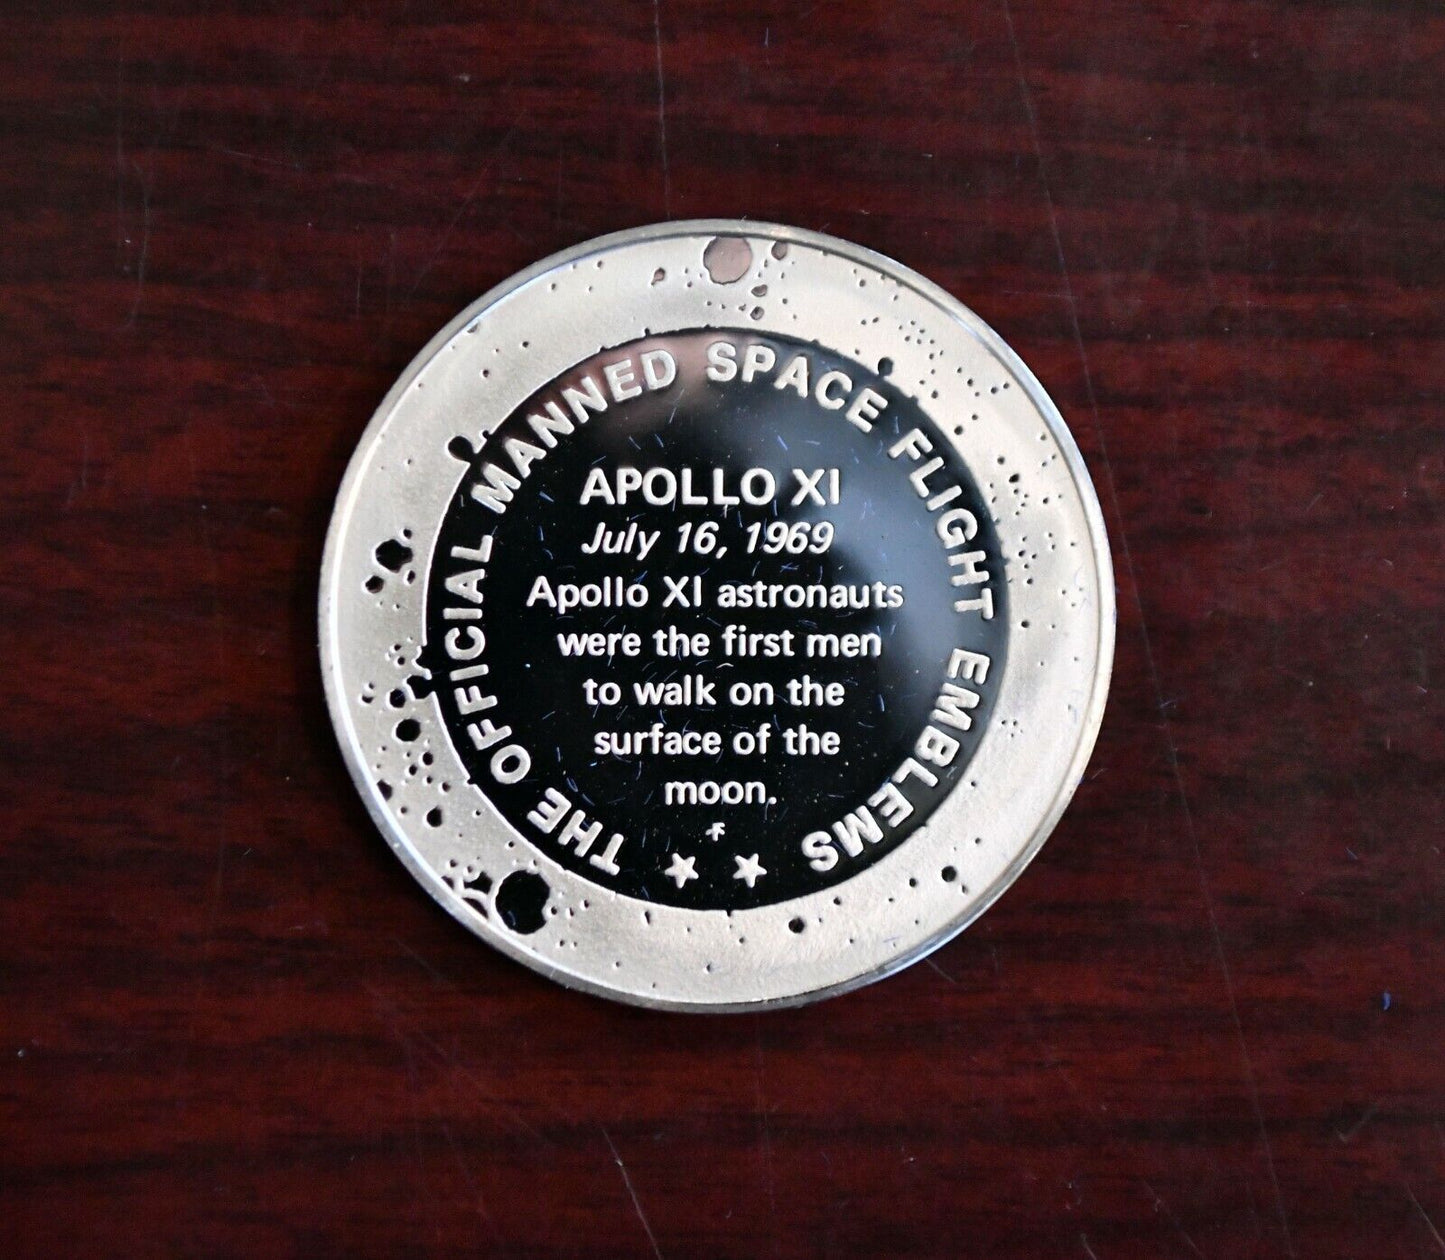 THE OFFICIAL MANNED SPACE FLIGHT EMBLEMS
APOLLO XI
July 16, 1969
Apollo XI astronauts
were the first men
to walk on the
surface of the
moon.